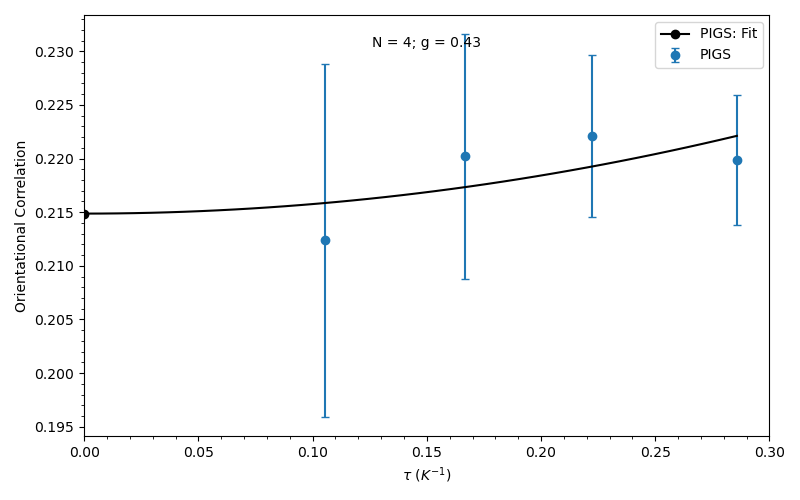 N = 4; g = 0.43
PIGS: Fit
PIGS
Orientational Correlation
0.230
0.225
0.220
0.215
0.210
0.205
0.200
0.195
0.00 0.05 0.10 0.15 0.20 0.25 0.30
τ (K⁻¹)